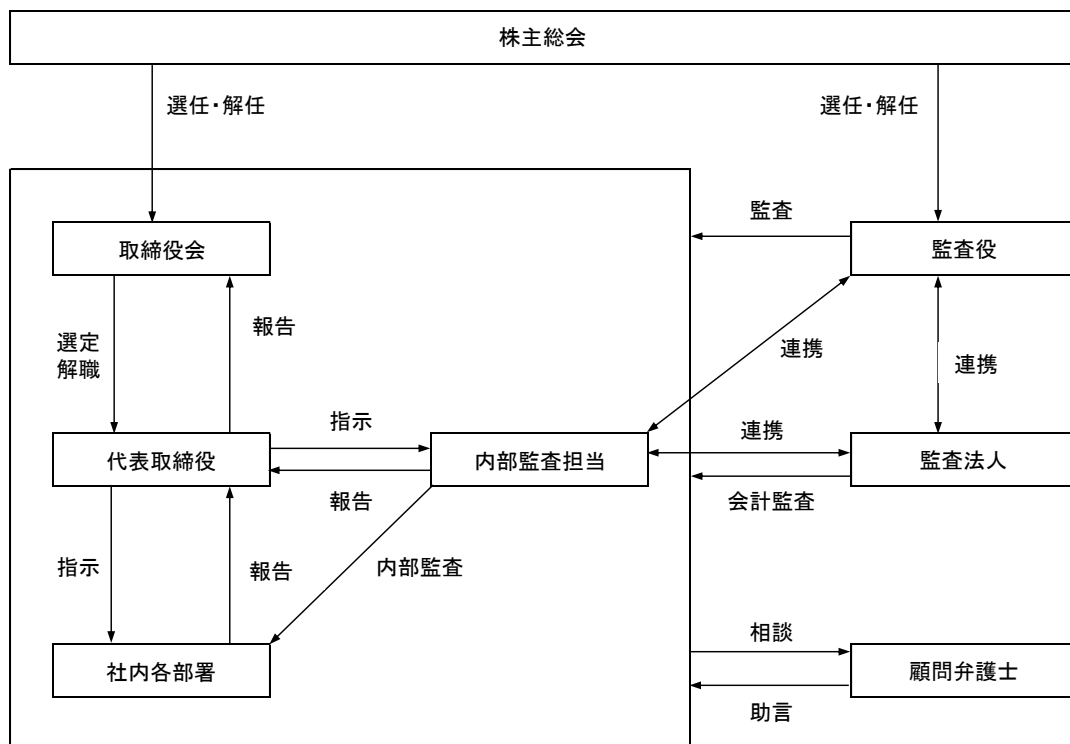 株主総会
選任・解任
選任・解任
監査
取締役会
監査役
報告
選定
解職
連携
連携
指示
連携
代表取締役
内部監査担当
監査法人
報告
会計監査
指示
報告
内部監査
相談
社内各部署
顧問弁護士
助言